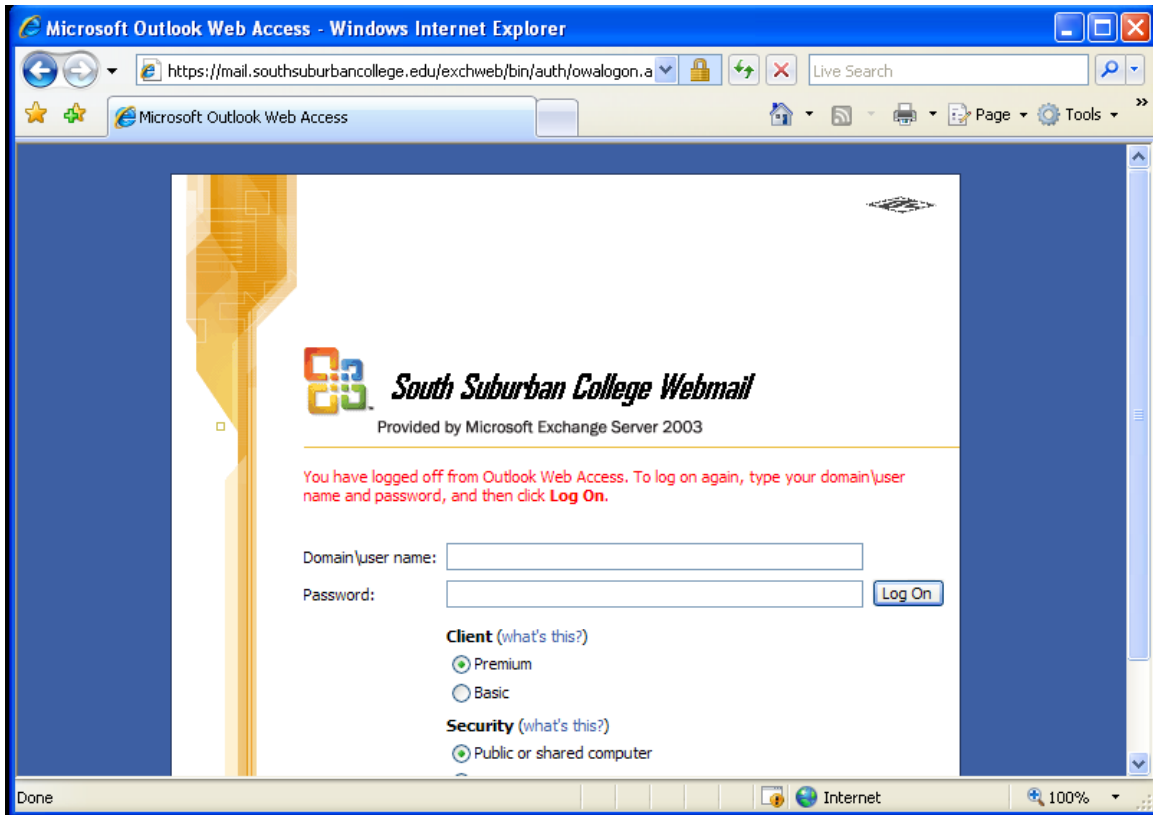 Microsoft Outlook Web Access - Windows Internet Explorer
https://mail.southsuburbancollege.edu/exchweb/bin/auth/owalogon.a
Live Search
Microsoft Outlook Web Access
Page
Tools
»
South Suburban College Webmail
Provided by Microsoft Exchange Server 2003
You have logged off from Outlook Web Access. To log on again, type your domain\user
name and password, and then click Log On.
Domain\user name:
Password:
Log On
Client (what's this?)
Premium
Basic
Security (what's this?)
Public or shared computer
Done
Internet
100%